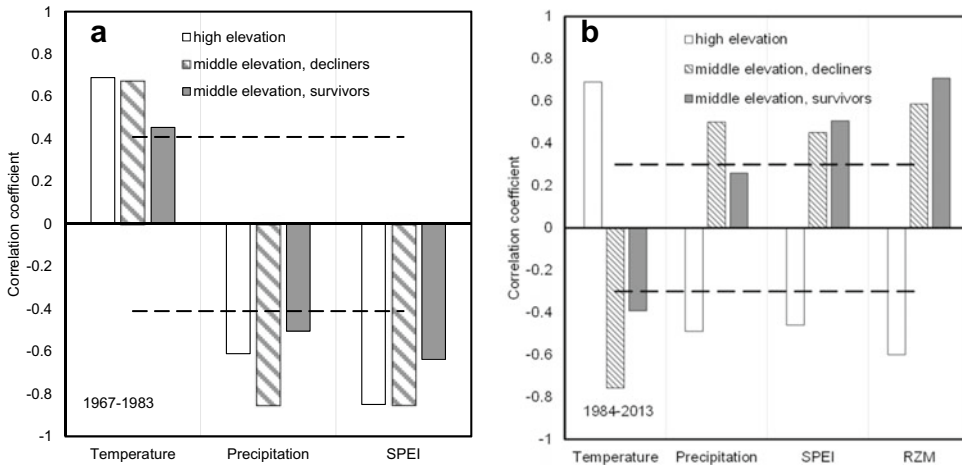 a
high elevation
middle elevation, decliners
middle elevation, survivors
Correlation coefficient
1
0.8
0.6
0.4
0.2
0
-0.2
-0.4
-0.6
-0.8
-1
1967-1983
Temperature Precipitation SPEI
b
high elevation
middle elevation, decliners
middle elevation, survivors
Correlation coefficient
1
0.8
0.6
0.4
0.2
0
-0.2
-0.4
-0.6
-0.8
-1
1984-2013
Temperature Precipitation SPEI RZM